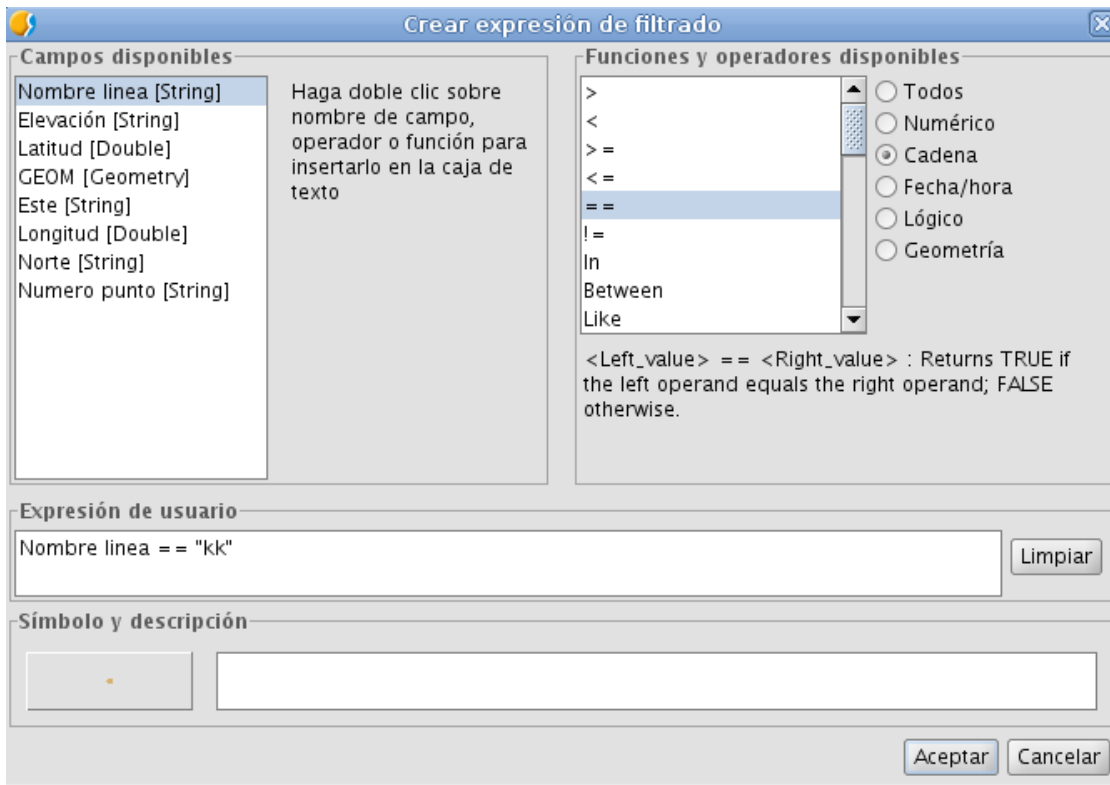 Crear expresión de filtrado
Campos disponibles
Nombre linea [String]
Elevación [String]
Latitud [Double]
GEOM [Geometry]
Este [String]
Longitud [Double]
Norte [String]
Numero punto [String]
Haga doble clic sobre
nombre de campo,
operador o función para
insertarlo en la caja de
texto
Funciones y operadores disponibles
>
<
> =
< =
= =
! =
In
Between
Like
Todos
Numérico
Cadena
Fecha/hora
Lógico
Geometría
<Left_value> = = <Right_value> : Returns TRUE if
the left operand equals the right operand; FALSE
otherwise.
Expresión de usuario
Nombre linea = = "kk"
Limpiar
Símbolo y descripción
Aceptar
Cancelar